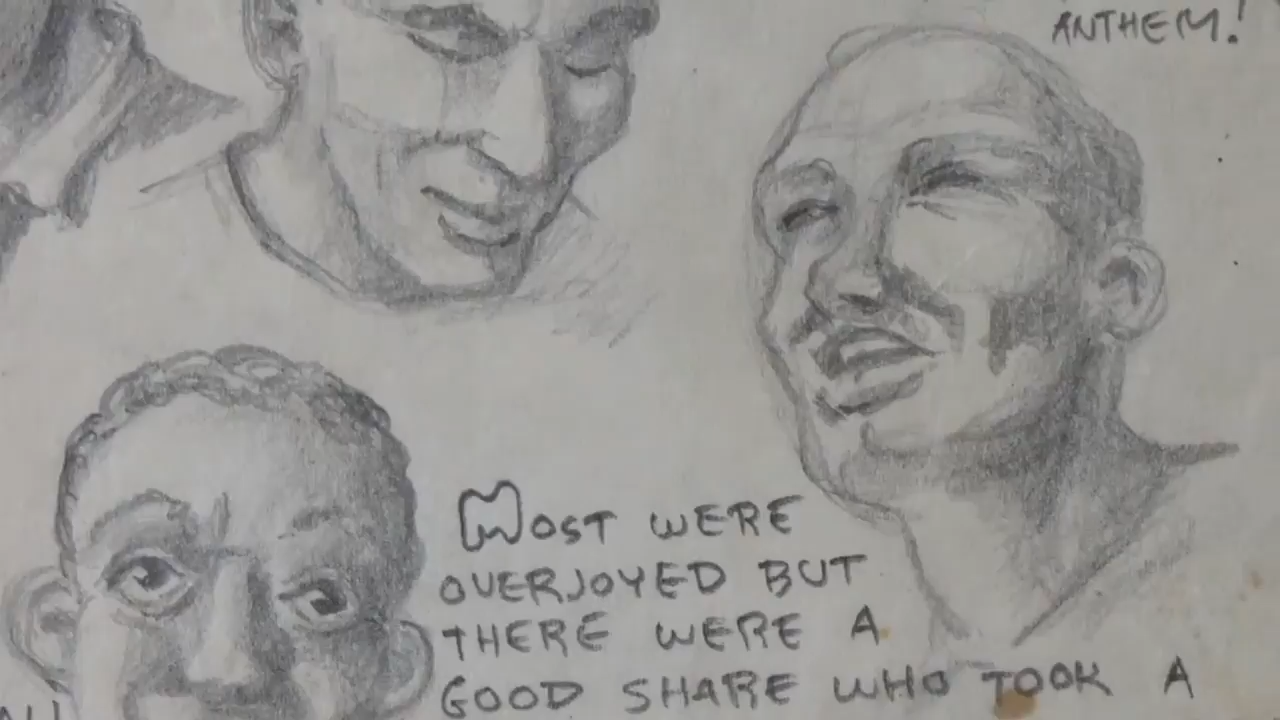 ANTHEM!
MOST WERE
OVERJOYED BUT
THERE WERE A
GOOD SHARE WHO TOOK A